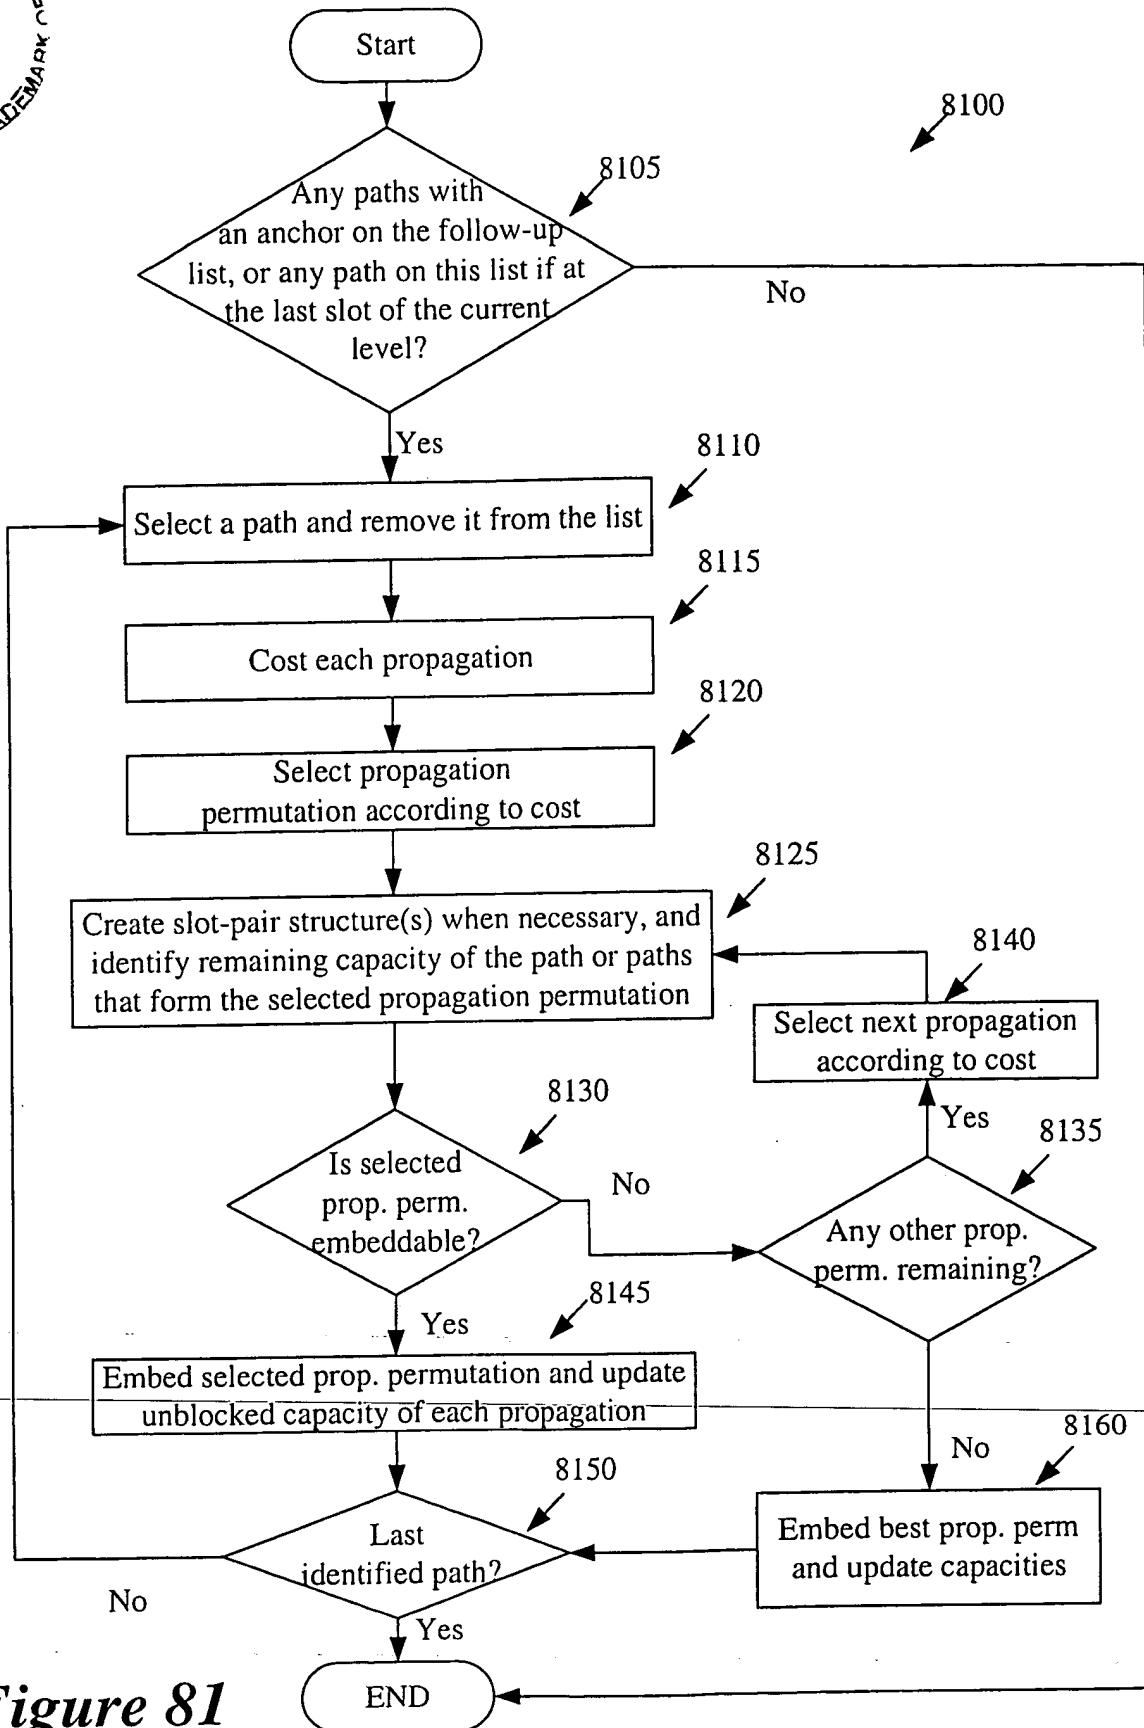 Start
8100
8105
Any paths with
an anchor on the follow-up
list, or any path on this list if at
the last slot of the current
level?
No
Yes
8110
Select a path and remove it from the list
8115
Cost each propagation
8120
Select propagation
permutation according to cost
8125
Create slot-pair structure(s) when necessary, and
identify remaining capacity of the path or paths
that form the selected propagation permutation
8140
Select next propagation
according to cost
8130
Yes
8135
Is selected
prop. perm.
embeddable?
No
Any other prop.
perm. remaining?
8145
Yes
Embed selected prop. permutation and update
unblocked capacity of each propagation
8160
No
8150
Last
identified path?
Embed best prop. perm
and update capacities
No
Yes
END
Figure 81